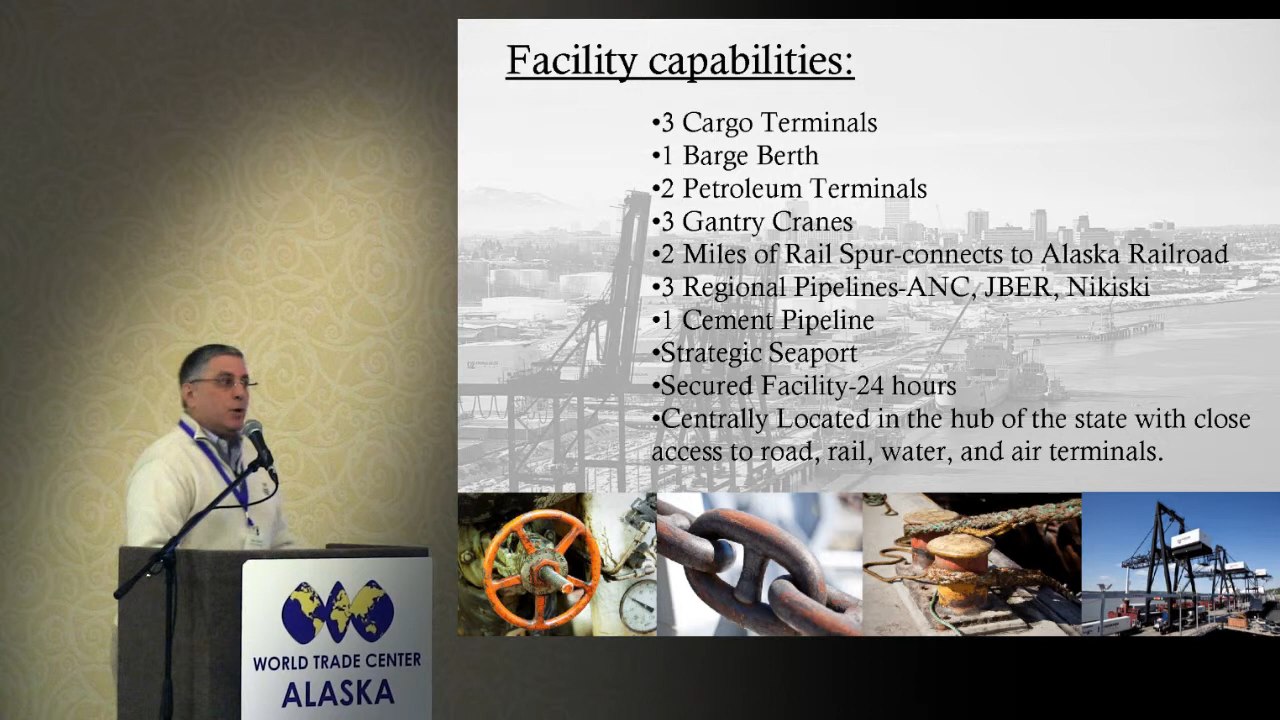 Facility capabilities:
•3 Cargo Terminals
•1 Barge Berth
•2 Petroleum Terminals
•3 Gantry Cranes
•2 Miles of Rail Spur-connects to Alaska Railroad
•3 Regional Pipelines-ANC, JBER, Nikiski
•1 Cement Pipeline
•Strategic Seaport
•Secured Facility-24 hours
•Centrally Located in the hub of the state with close
access to road, rail, water, and air terminals.
WORLD TRADE CENTER
ALASKA